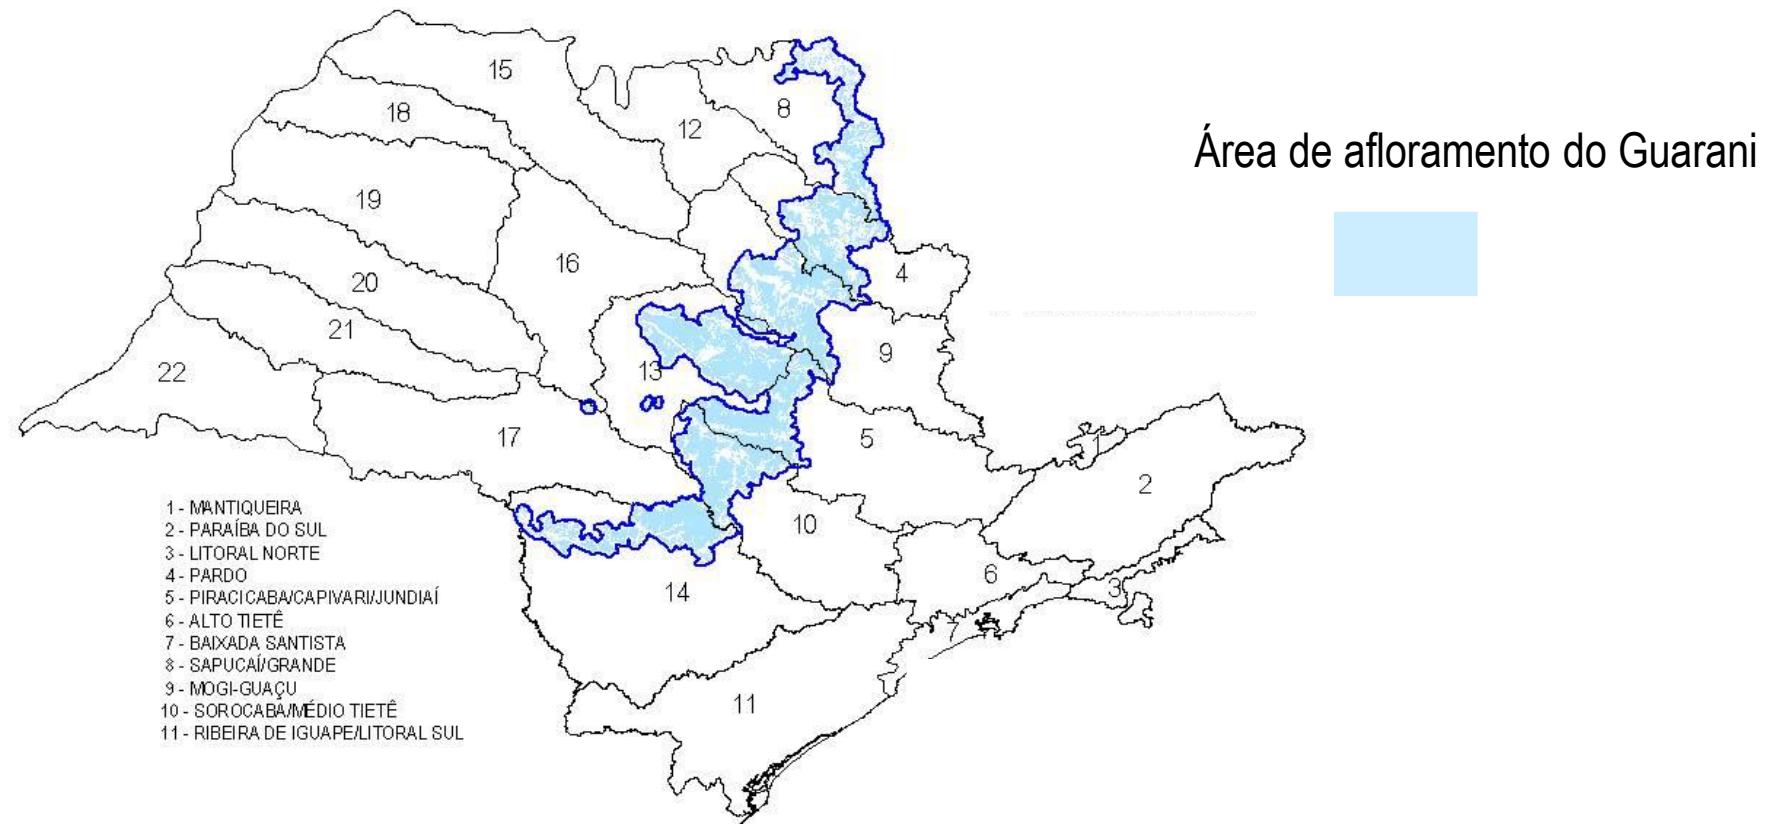 15
18
12
8
Área de afloramento do Guarani
19
16
4
20
21
9
22
13
17
5
1
2
10
6
3
14
7
11
1 - MANTIQUEIRA
2 - PARAÍBA DO SUL
3 - LITORAL NORTE
4 - PARDO
5 - PIRACICABA/CAPIVARI/JUNDIAÍ
6 - ALTO TIETÊ
7 - BAIXADA SANTISTA
8 - SAPUCAÍ/GRANDE
9 - MOGI-GUAÇU
10 - SOROCABA/MÉDIO TIETÊ
11 - RIBEIRA DE IGUAPE/LITORAL SUL